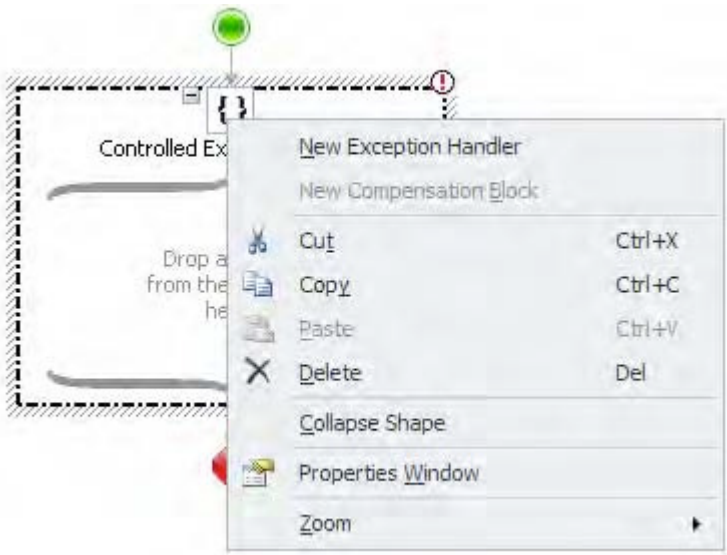 {}
Controlled Ex
Drop a
from the
he
New Exception Handler
New Compensation Block
Cut Ctrl+X
Copy Ctrl+C
Paste Ctrl+V
Delete Del
Collapse Shape
Properties Window
Zoom